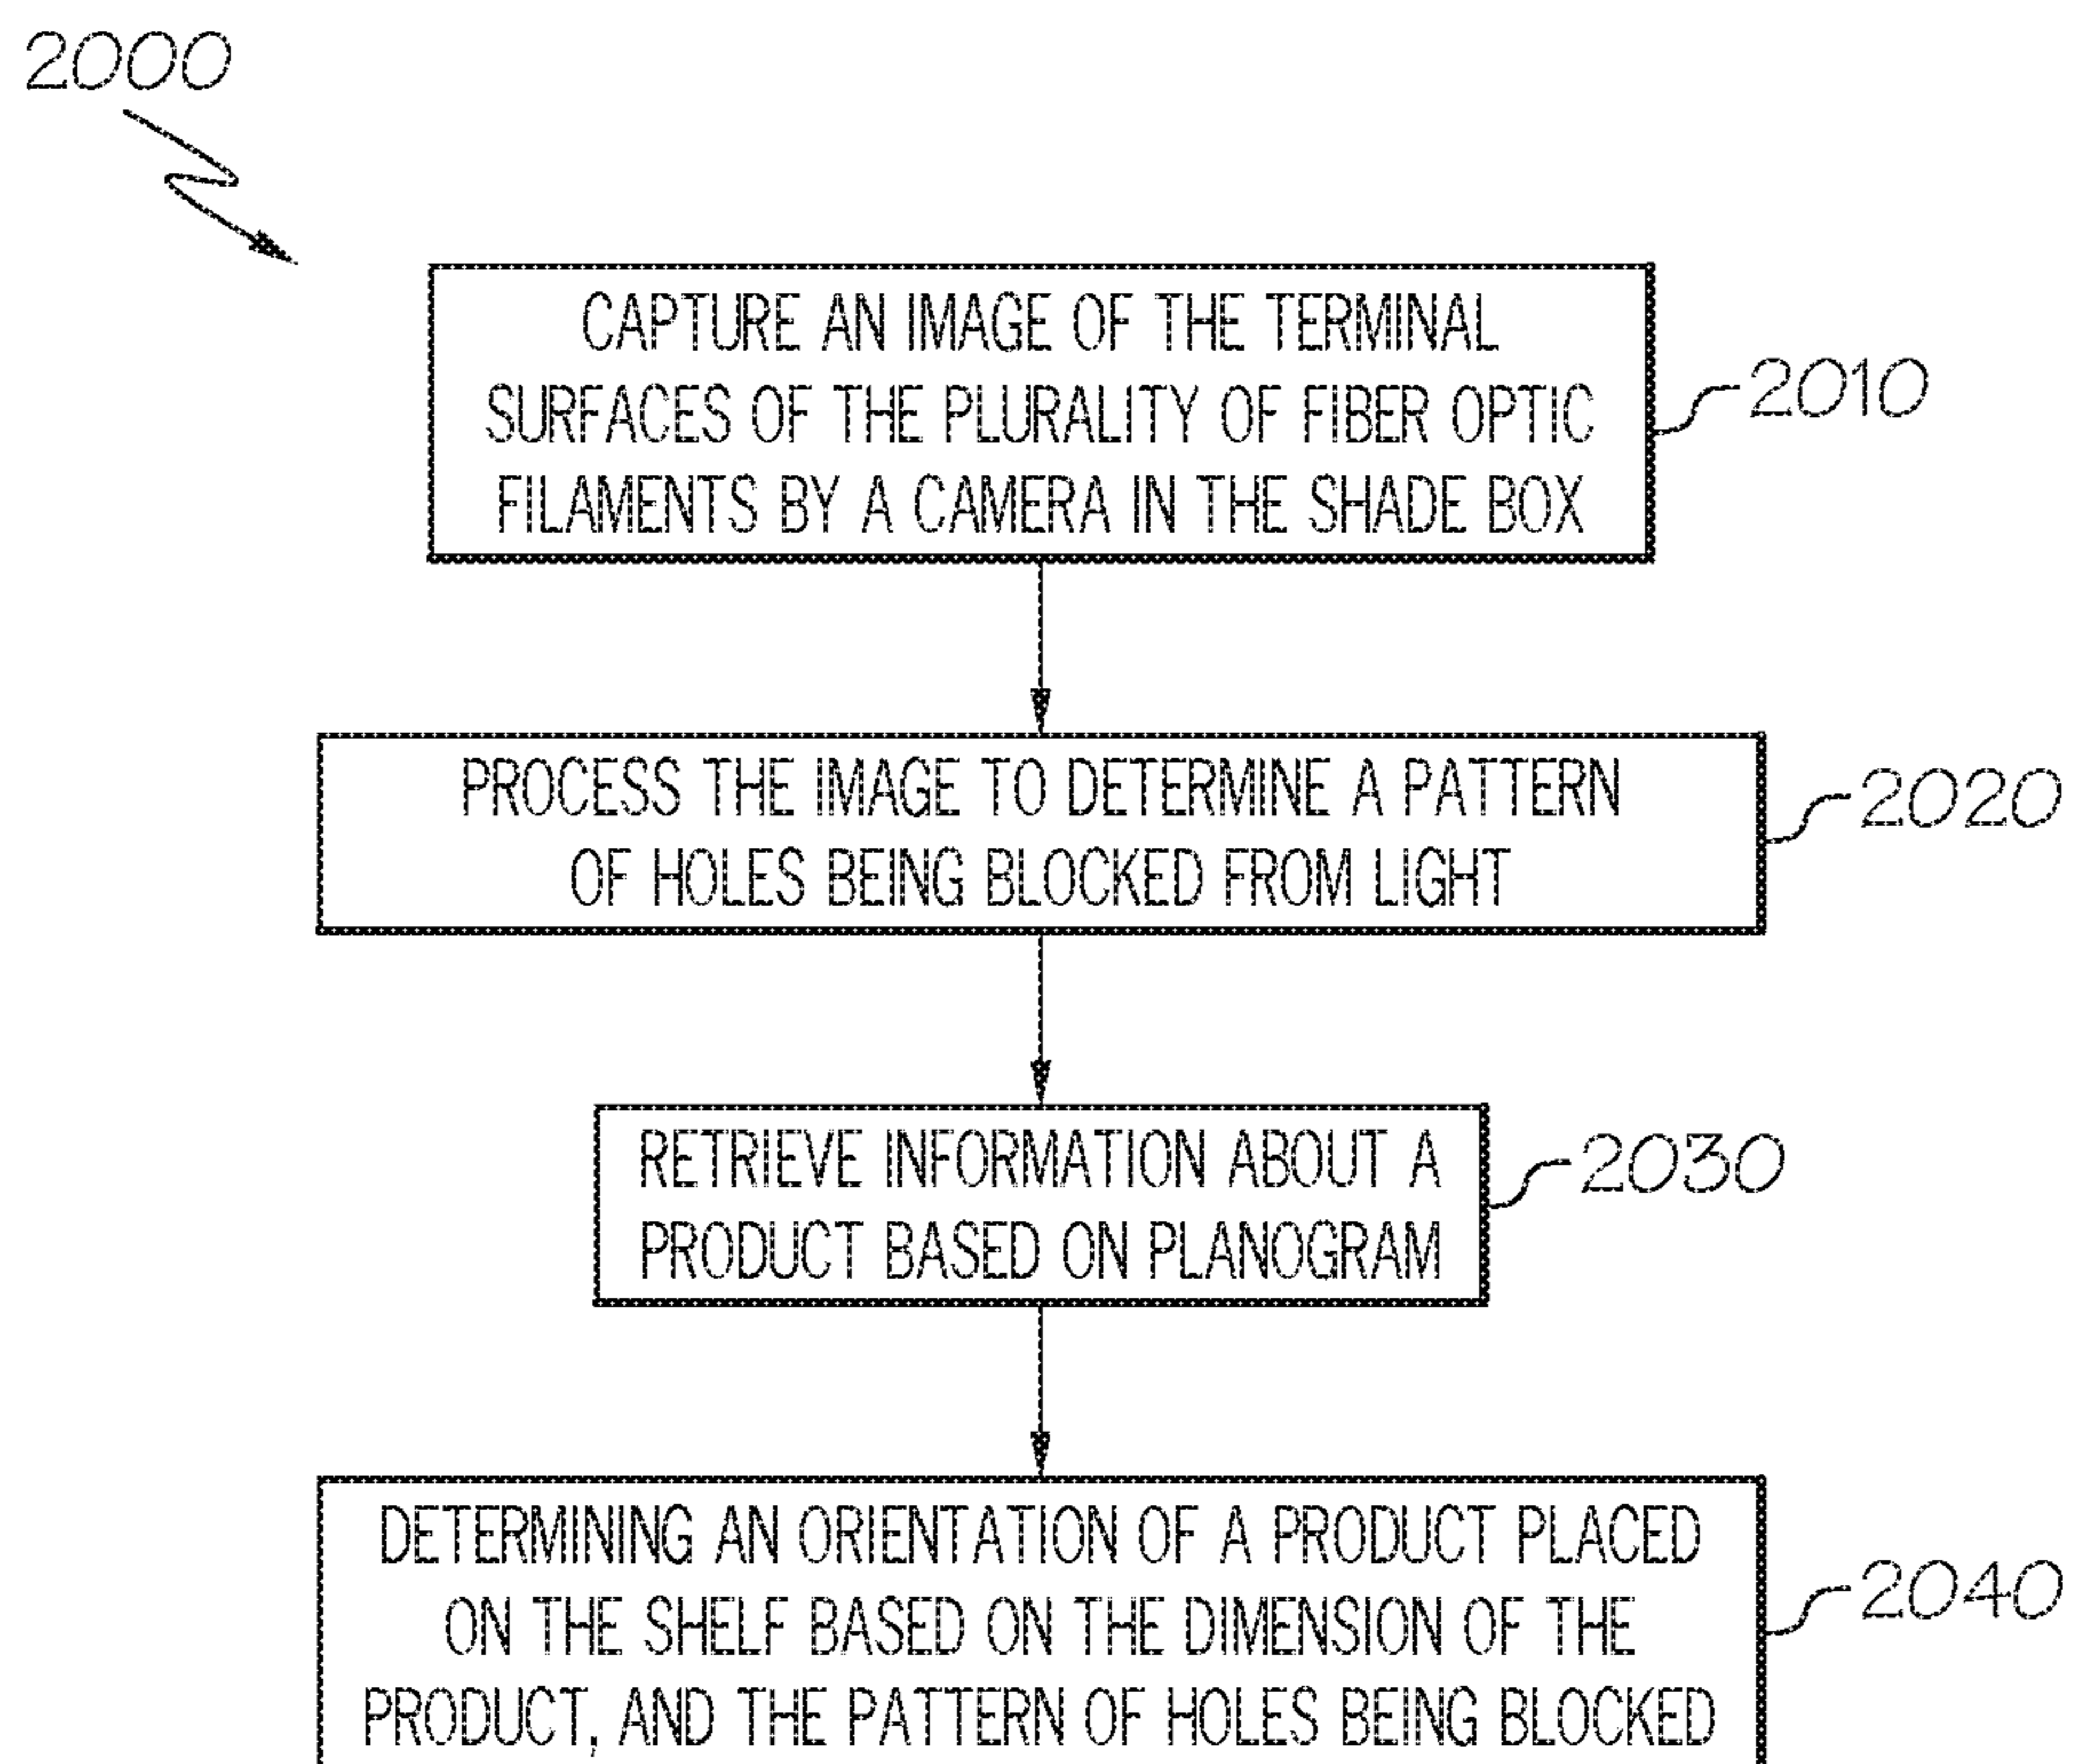 2000
CAPTURE AN IMAGE OF THE TERMINAL
SURFACES OF THE PLURALITY OF FIBER OPTIC
FILAMENTS BY A CAMERA IN THE SHADE BOX
2010
PROCESS THE IMAGE TO DETERMINE A PATTERN
OF HOLES BEING BLOCKED FROM LIGHT
2020
RETRIEVE INFORMATION ABOUT A
PRODUCT BASED ON PLANOGRAM
2030
DETERMINING AN ORIENTATION OF A PRODUCT PLACED
ON THE SHELF BASED ON THE DIMENSION OF THE
PRODUCT, AND THE PATTERN OF HOLES BEING BLOCKED
2040